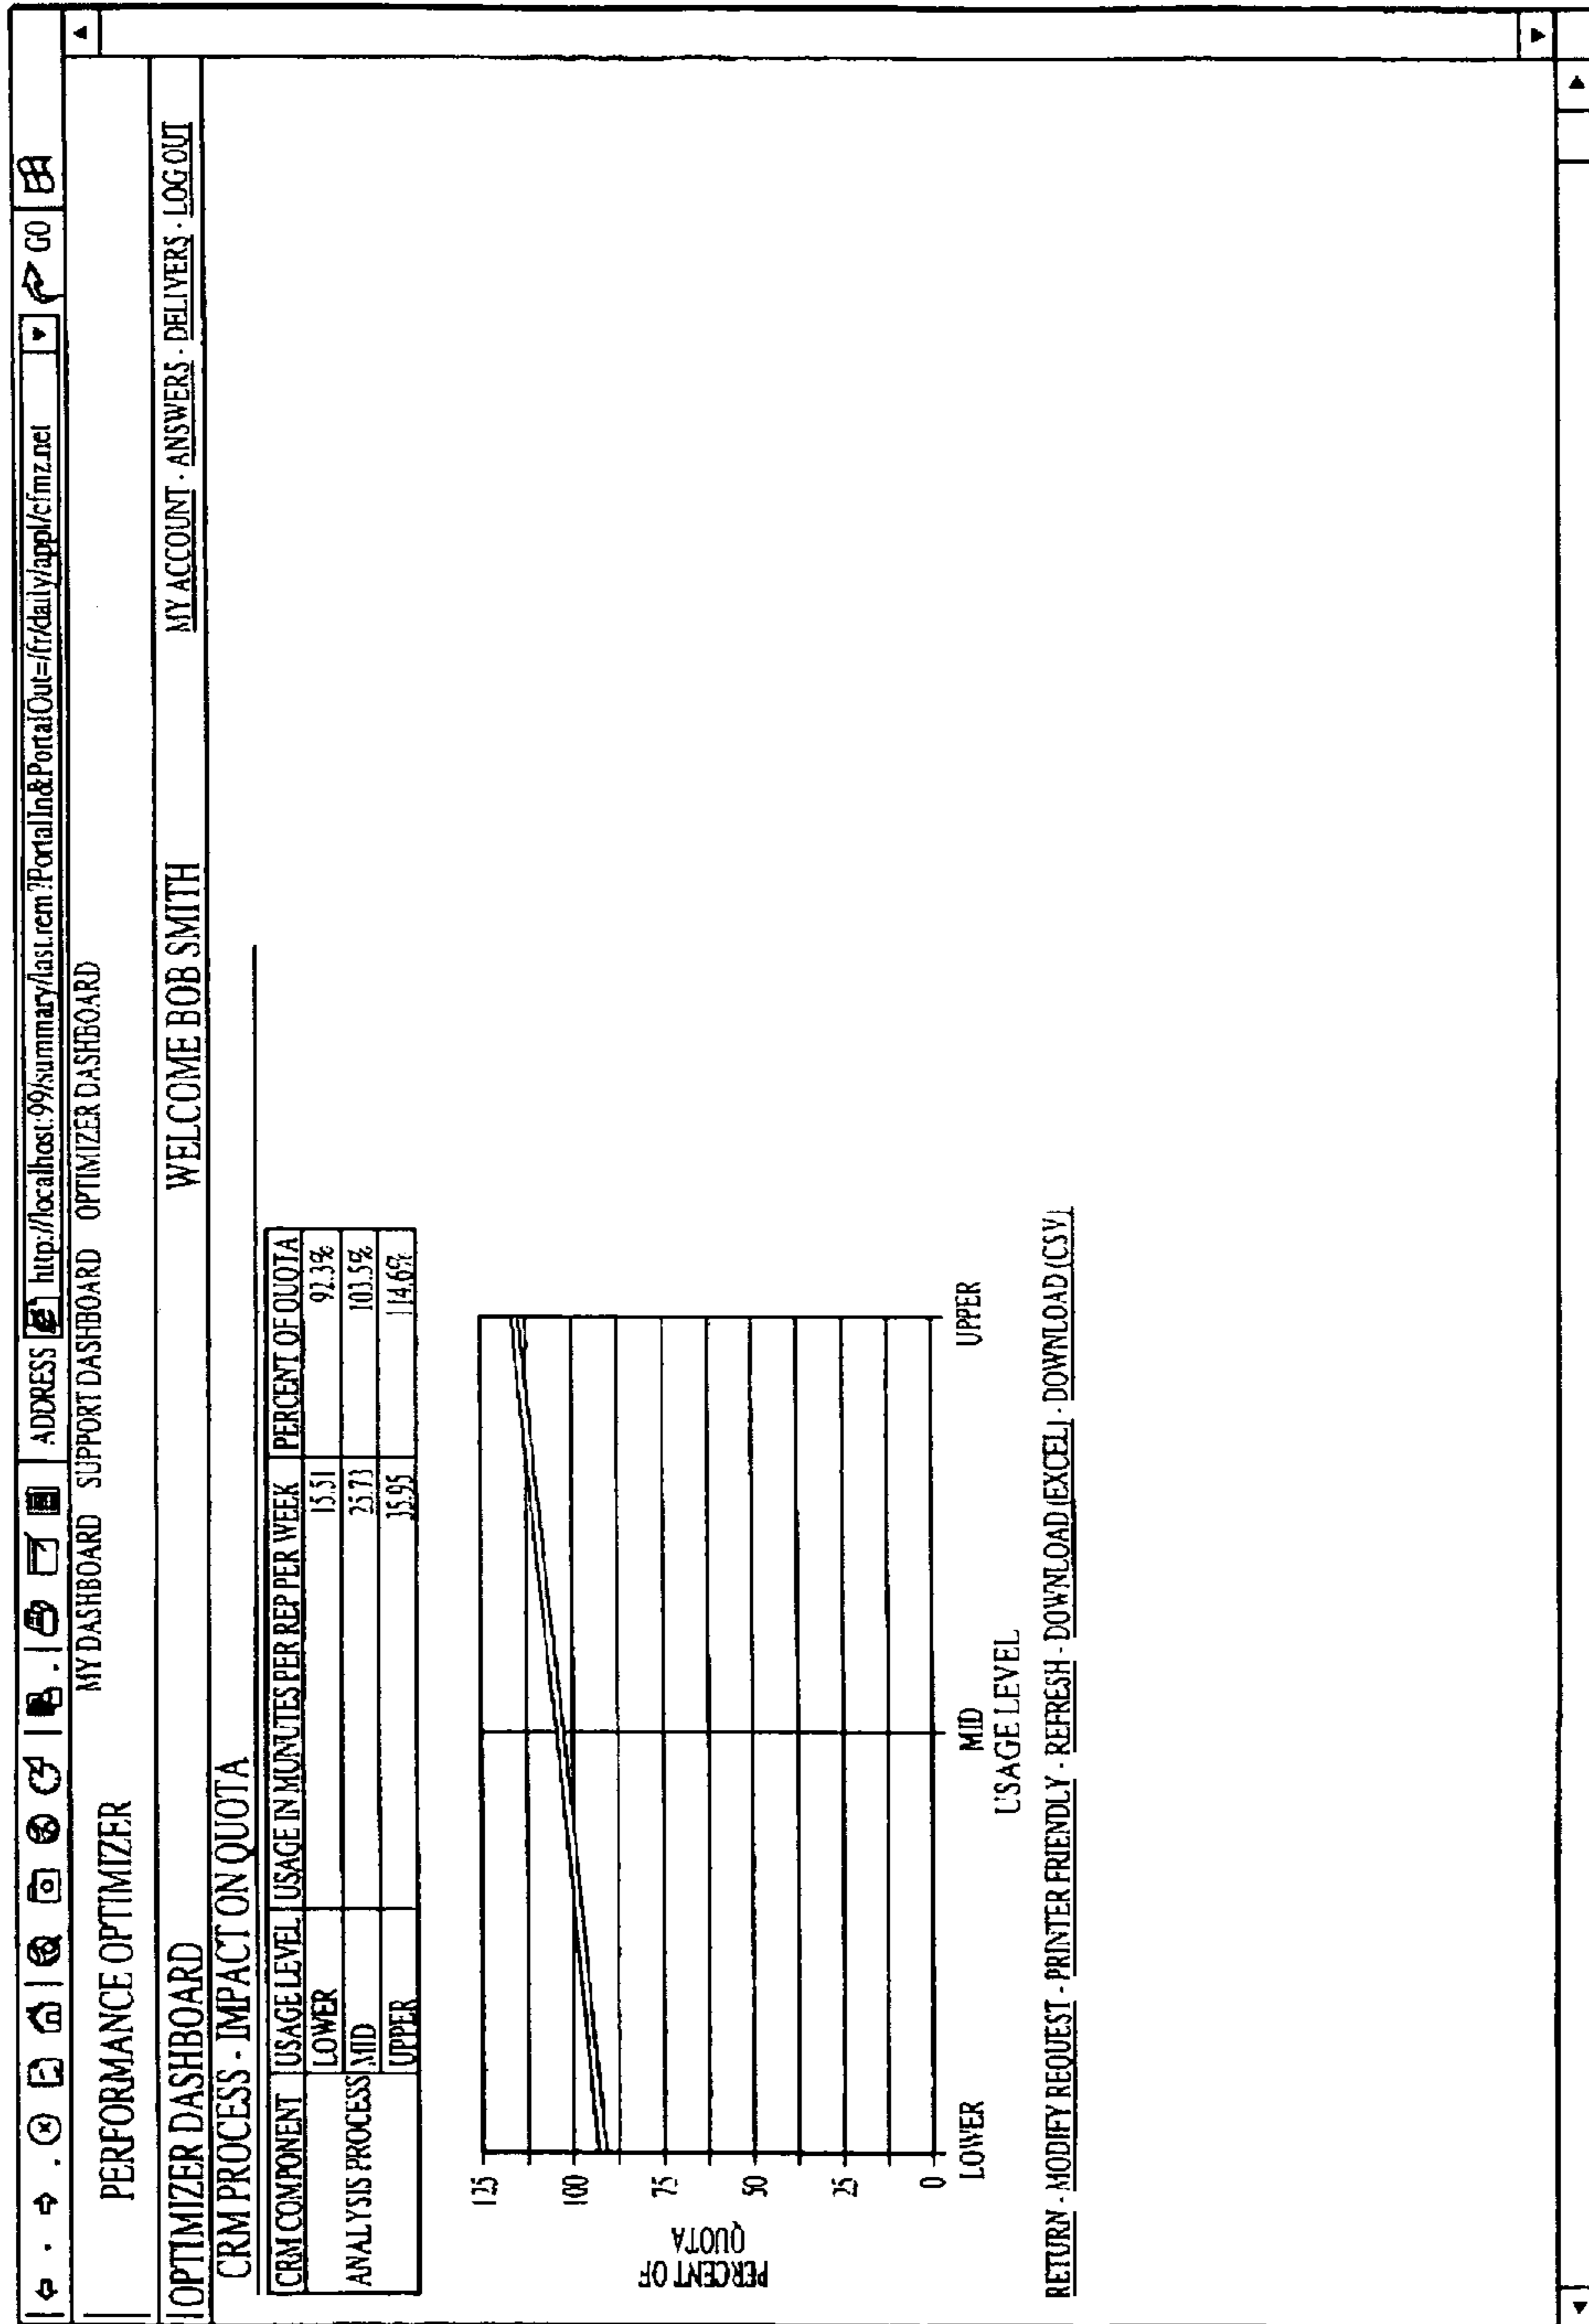 ADDRESS http://localhost:99/summary/last.rem?PortalIn&PortalOut=/fr/daily/appl/cfmz.net GO
MY DASHBOARD SUPPORT DASHBOARD OPTIMIZER DASHBOARD
PERFORMANCE OPTIMIZER
OPTIMIZER DASHBOARD WELCOME BOB SMITH MY ACCOUNT · ANSWERS · DELIVERS · LOG OUT
CRM PROCESS - IMPACT ON QUOTA
CRM COMPONENT USAGE LEVEL USAGE IN MUNUTES PER REP PER WEEK PERCENT OF QUOTA
ANALYSIS PROCESS LOWER 15.51 92.3%
MID 25.73 103.5%
UPPER 35.95 114.6%
125
100
75
50
25
0
PERCENT OF
QUOTA
LOWER MID UPPER
USAGE LEVEL
RETURN - MODIFY REQUEST - PRINTER FRIENDLY - REFRESH - DOWNLOAD (EXCEL) - DOWNLOAD (CSV)